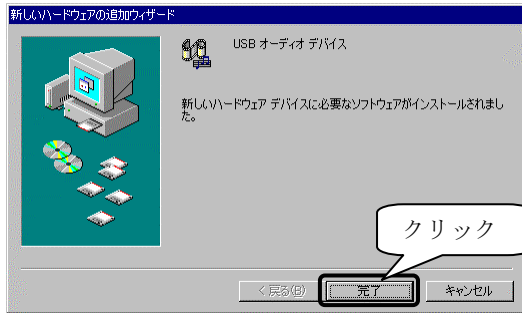 新しいハードウェアの追加ウィザード
USB オーディオ デバイス
新しいハードウェア デバイスに必要なソフトウェアがインストールされまし
た。
クリック
< 戻る(B)
完了
キャンセル